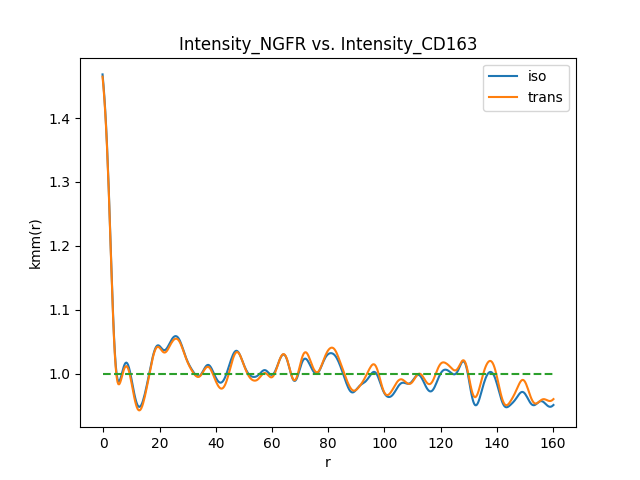 Intensity_NGFR vs. Intensity_CD163
iso
trans
kmm(r)
1.4
1.3
1.2
1.1
1.0
0 20 40 60 80 100 120 140 160
r